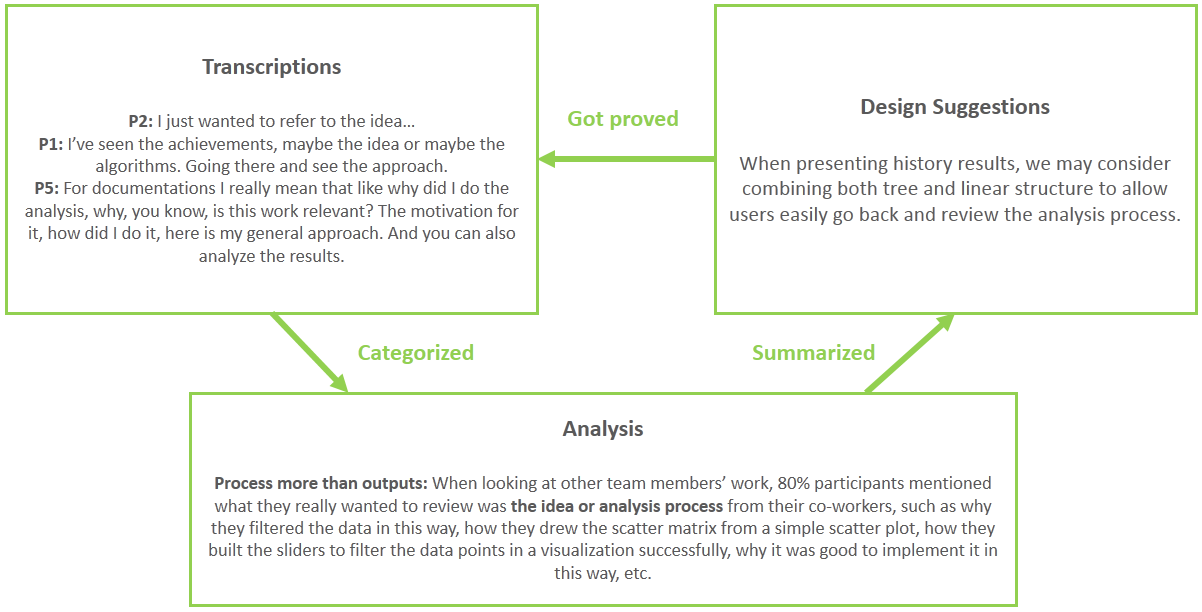 Transcriptions
P2: I just wanted to refer to the idea…
P1: I’ve seen the achievements, maybe the idea or maybe the
algorithms. Going there and see the approach.
P5: For documentations I really mean that like why did I do the
analysis, why, you know, is this work relevant? The motivation for
it, how did I do it, here is my general approach. And you can also
analyze the results.
Got proved
Design Suggestions
When presenting history results, we may consider
combining both tree and linear structure to allow
users easily go back and review the analysis process.
Categorized
Summarized
Analysis
Process more than outputs: When looking at other team members’ work, 80% participants mentioned
what they really wanted to review was the idea or analysis process from their co-workers, such as why
they filtered the data in this way, how they drew the scatter matrix from a simple scatter plot, how they
built the sliders to filter the data points in a visualization successfully, why it was good to implement it in
this way, etc.